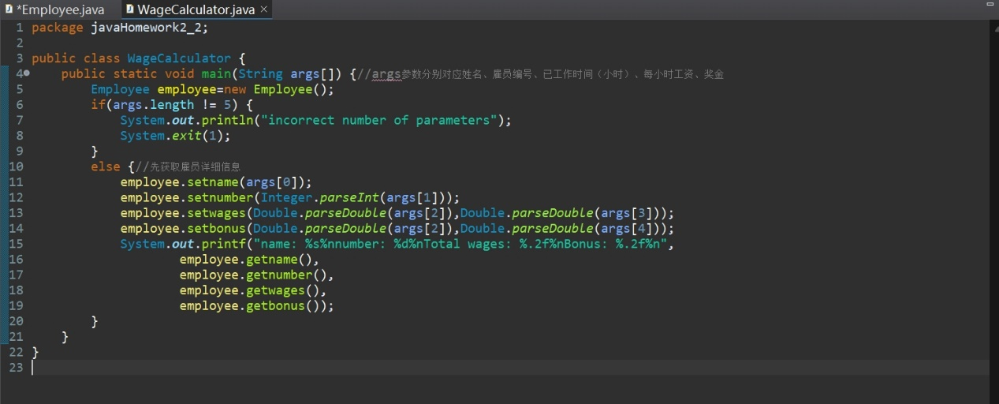 *Employee.java WageCalculator.java
1 package javaHomework2_2;
2
3 public class WageCalculator {
4 public static void main(String args[]) {//args参数分别对应姓名、雇员编号、已工作时间（小时）、每小时工资、奖金
5 Employee employee=new Employee();
6 if(args.length != 5) {
7 System.out.println("incorrect number of parameters");
8 System.exit(1);
9 }
10 else {//先获取雇员详细信息
11 employee.setname(args[0]);
12 employee.setnumber(Integer.parseInt(args[1]));
13 employee.setwages(Double.parseDouble(args[2]),Double.parseDouble(args[3]));
14 employee.setbonus(Double.parseDouble(args[2]),Double.parseDouble(args[4]));
15 System.out.printf("name: %s%nnumber: %d%nTotal wages: %.2f%nBonus: %.2f%n",
16 employee.getname(),
17 employee.getnumber(),
18 employee.getwages(),
19 employee.getbonus());
20 }
21 }
22 }
23